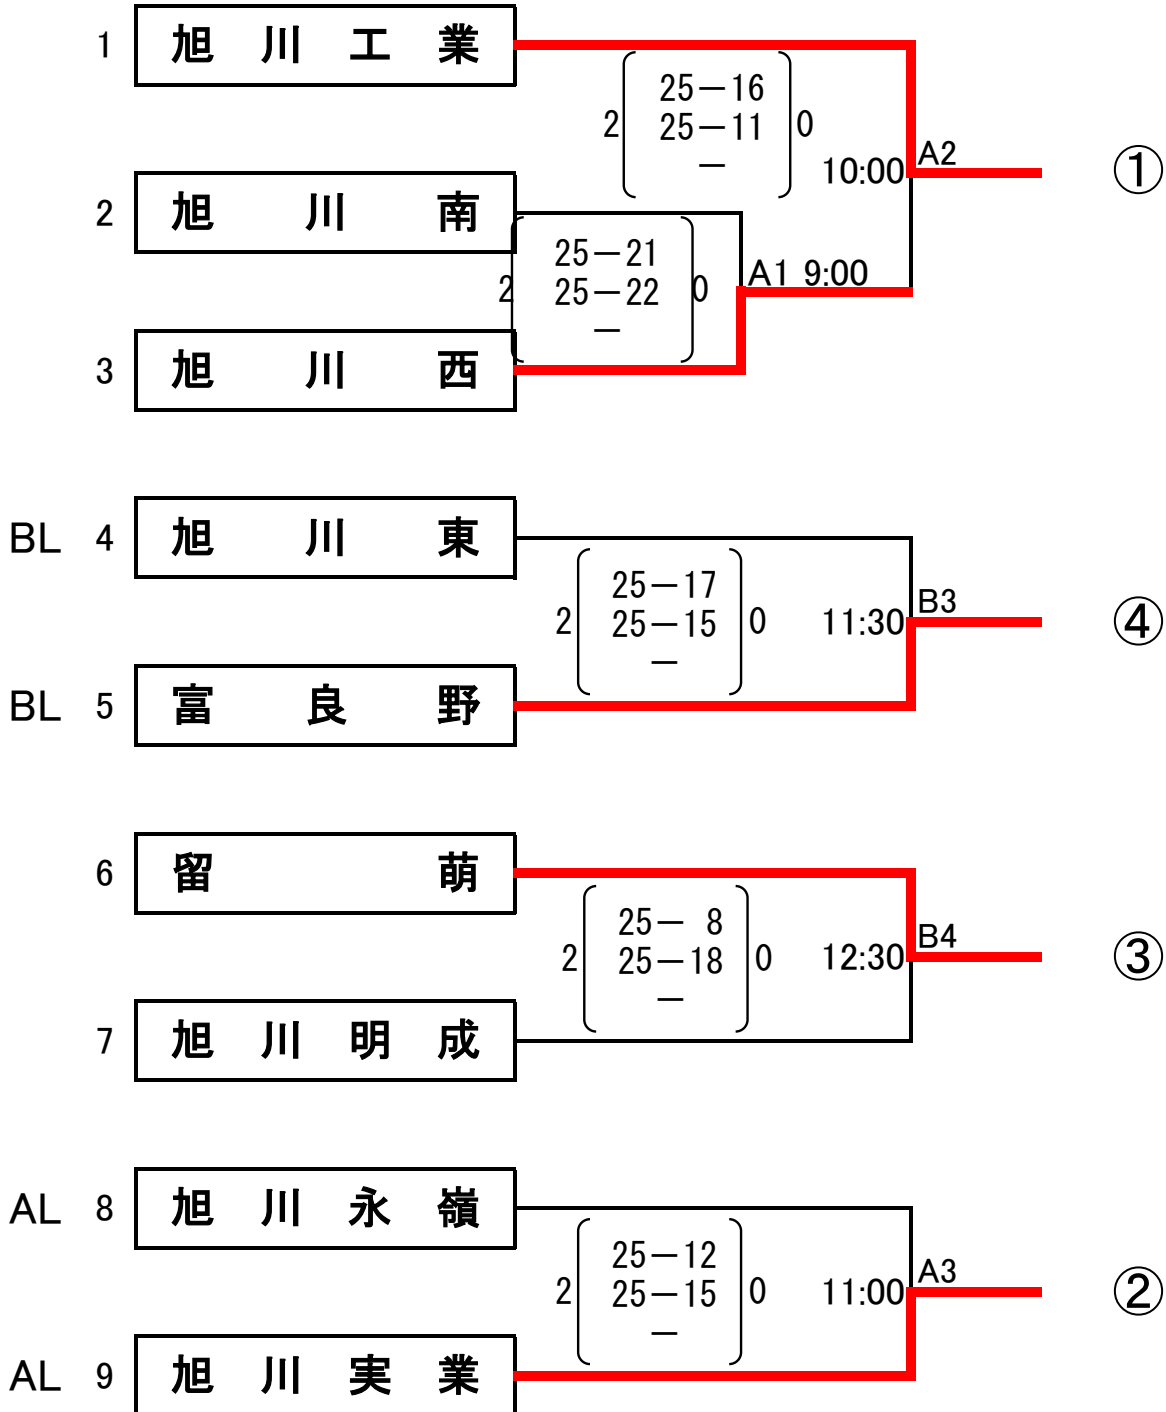 1 旭川工業
25－16
2 25－11 0
－
10:00 A2 ①
2 旭川南
25－21
2 25－22 0
－
A1 9:00
3 旭川西
BL 4 旭川東
25－17
2 25－15 0
－
11:30 B3 ④
BL 5 富良野
6 留萌
25－ 8
2 25－18 0
－
12:30 B4 ③
7 旭川明成
AL 8 旭川永嶺
25－12
2 25－15 0
－
11:00 A3 ②
AL 9 旭川実業